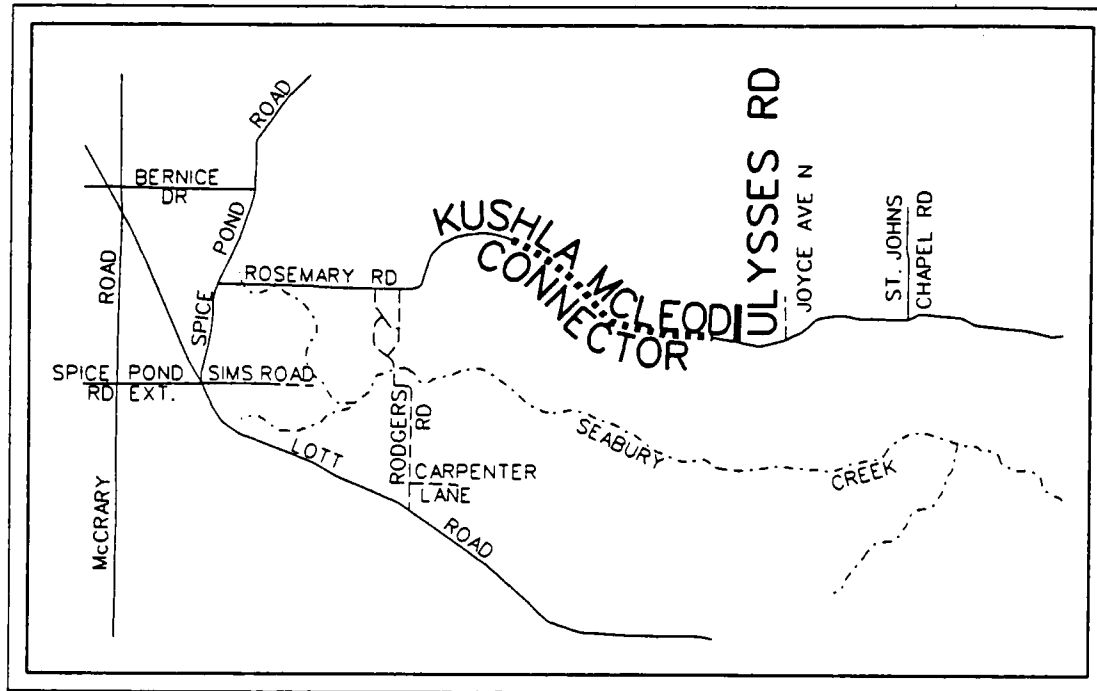 ROAD
BERNICE
DR
POND
ROAD
ROSEMARY RD
SPICE
KUSHLA MCLEOD
CONNECTOR
ULYSSES RD
JOYCE AVE N
ST. JOHNS
CHAPEL RD
SPICE POND SIMS ROAD
RD EXT.
RODGERS
RD
SEABURY
CREEK
LOTT
CARPENTER
LANE
ROAD
McCRARY